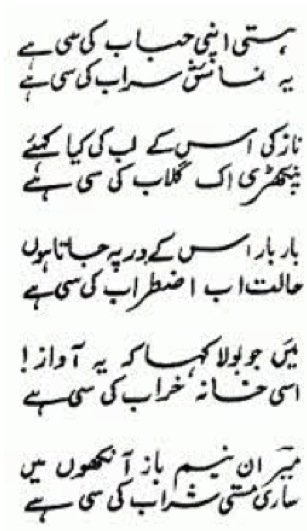 ہستی اپنی حباب کی سی ہے
یہ نمائش سراب کی سی ہے
نازکی اس کے لب کی کیا کہئے
پنکھڑی اک گلاب کی سی ہے
بار بار اس کے در پہ جاتا ہوں
حالت اب اضطراب کی سی ہے
میں جو بولا کہا کہ یہ آواز!
اسی خانہ خراب کی سی ہے
میر ان نیم باز آنکھوں میں
ساری مستی شراب کی سی ہے